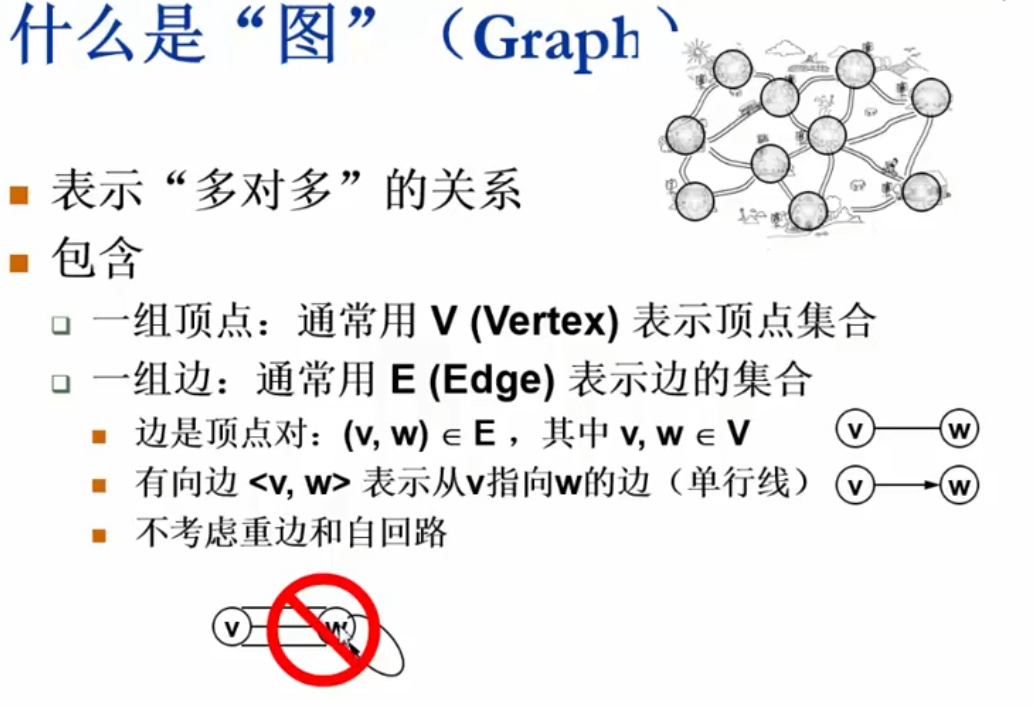 什么是“图”（Graph）
表示“多对多”的关系
包含
一组顶点：通常用 V (Vertex) 表示顶点集合
一组边：通常用 E (Edge) 表示边的集合
边是顶点对：(v, w) ∈ E ，其中 v, w ∈ V
v w
有向边 <v, w> 表示从v指向w的边（单行线）
v w
不考虑重边和自回路
v w